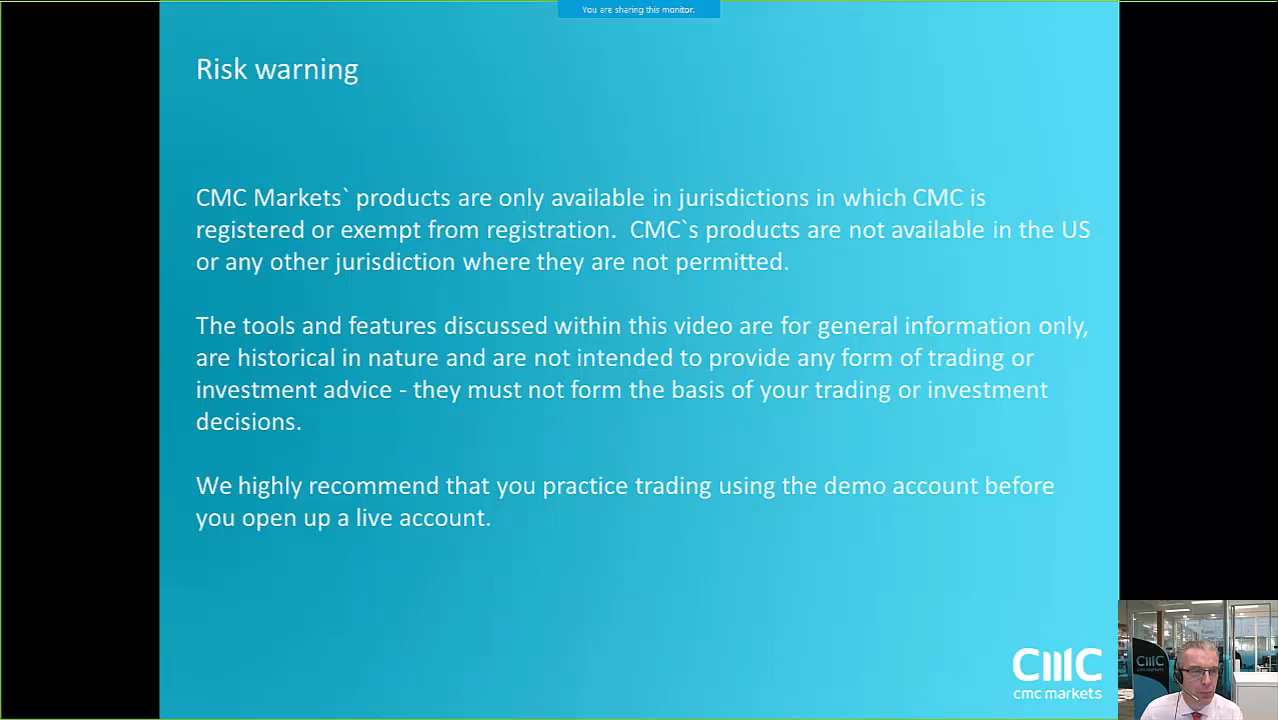 You are sharing this monitor.
Risk warning
CMC Markets` products are only available in jurisdictions in which CMC is
registered or exempt from registration.  CMC`s products are not available in the US
or any other jurisdiction where they are not permitted.
The tools and features discussed within this video are for general information only,
are historical in nature and are not intended to provide any form of trading or
investment advice - they must not form the basis of your trading or investment
decisions.
We highly recommend that you practice trading using the demo account before
you open up a live account.
CMC
cmc markets
CMC
cmc markets